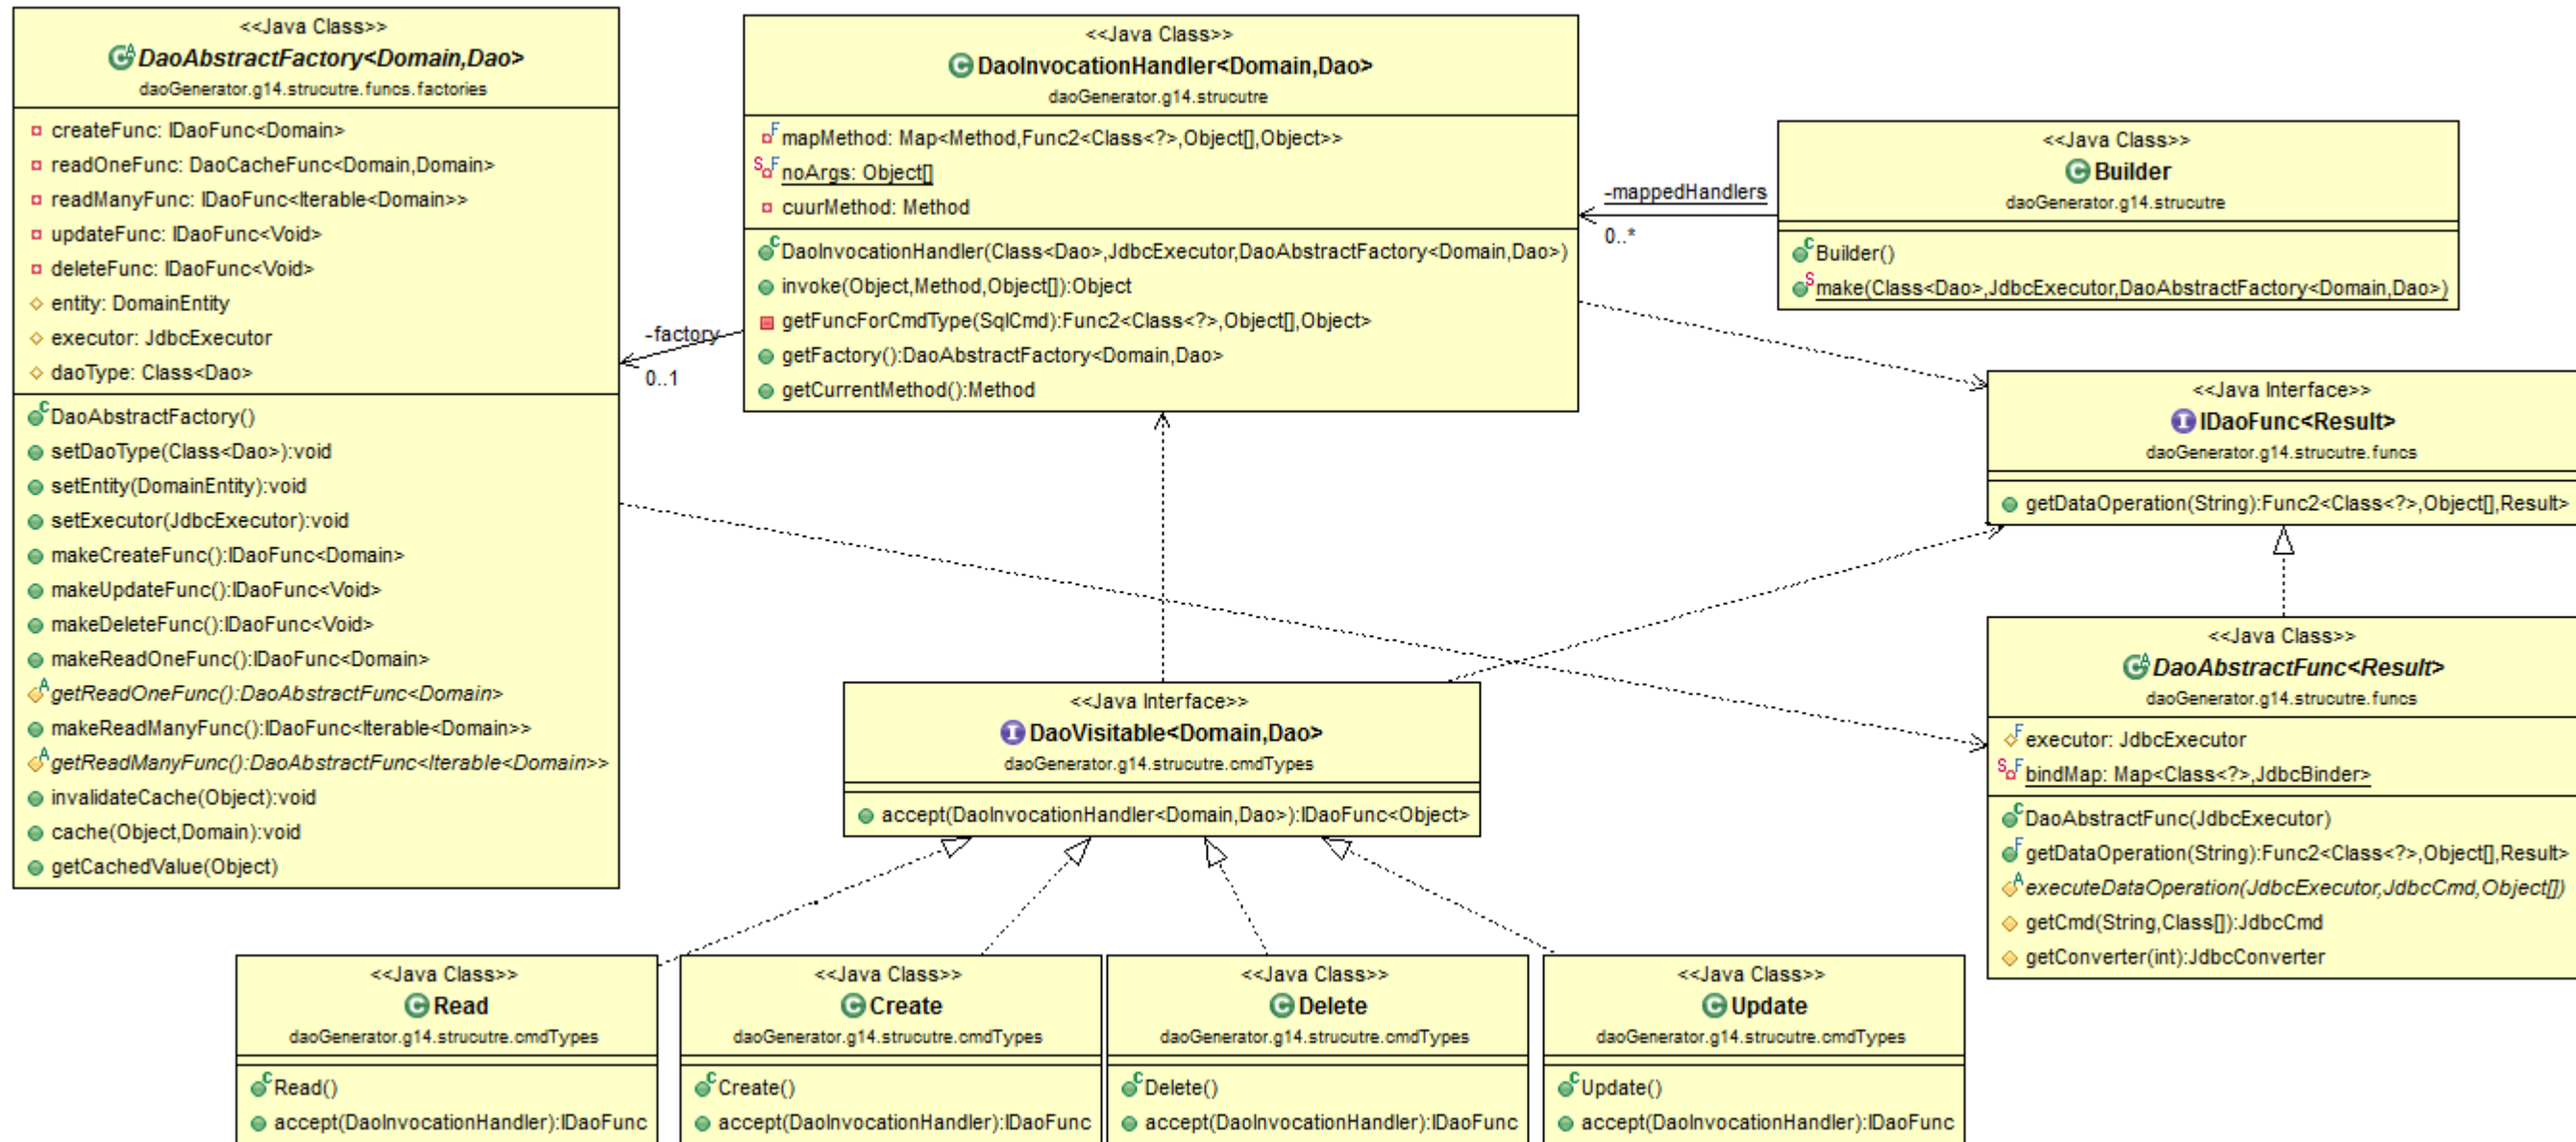 <<Java Class>>
DaoAbstractFactory<Domain,Dao>
daoGenerator.g14.strucutre.funcs.factories
createFunc: IDaoFunc<Domain>
readOneFunc: DaoCacheFunc<Domain,Domain>
readManyFunc: IDaoFunc<Iterable<Domain>>
updateFunc: IDaoFunc<Void>
deleteFunc: IDaoFunc<Void>
entity: DomainEntity
executor: JdbcExecutor
daoType: Class<Dao>
DaoAbstractFactory()
setDaoType(Class<Dao>):void
setEntity(DomainEntity):void
setExecutor(JdbcExecutor):void
makeCreateFunc():IDaoFunc<Domain>
makeUpdateFunc():IDaoFunc<Void>
makeDeleteFunc():IDaoFunc<Void>
makeReadOneFunc():IDaoFunc<Domain>
getReadOneFunc():DaoAbstractFunc<Domain>
makeReadManyFunc():IDaoFunc<Iterable<Domain>>
getReadManyFunc():DaoAbstractFunc<Iterable<Domain>>
invalidateCache(Object):void
cache(Object,Domain):void
getCachedValue(Object)
-factory
0..1
<<Java Class>>
DaoInvocationHandler<Domain,Dao>
daoGenerator.g14.strucutre
mapMethod: Map<Method,Func2<Class<?>,Object[],Object>>
noArgs: Object[]
cuurMethod: Method
DaoInvocationHandler(Class<Dao>,JdbcExecutor,DaoAbstractFactory<Domain,Dao>)
invoke(Object,Method,Object[]):Object
getFuncForCmdType(SqlCmd):Func2<Class<?>,Object[],Object>
getFactory():DaoAbstractFactory<Domain,Dao>
getCurrentMethod():Method
-mappedHandlers
0..*
<<Java Class>>
Builder
daoGenerator.g14.strucutre
Builder()
make(Class<Dao>,JdbcExecutor,DaoAbstractFactory<Domain,Dao>)
<<Java Interface>>
IDaoFunc<Result>
daoGenerator.g14.strucutre.funcs
getDataOperation(String):Func2<Class<?>,Object[],Result>
<<Java Class>>
DaoAbstractFunc<Result>
daoGenerator.g14.strucutre.funcs
executor: JdbcExecutor
bindMap: Map<Class<?>,JdbcBinder>
DaoAbstractFunc(JdbcExecutor)
getDataOperation(String):Func2<Class<?>,Object[],Result>
executeDataOperation(JdbcExecutor,JdbcCmd,Object[])
getCmd(String,Class[]):JdbcCmd
getConverter(int):JdbcConverter
<<Java Interface>>
DaoVisitable<Domain,Dao>
daoGenerator.g14.strucutre.cmdTypes
accept(DaoInvocationHandler<Domain,Dao>):IDaoFunc<Object>
<<Java Class>>
Read
daoGenerator.g14.strucutre.cmdTypes
Read()
accept(DaoInvocationHandler):IDaoFunc
<<Java Class>>
Create
daoGenerator.g14.strucutre.cmdTypes
Create()
accept(DaoInvocationHandler):IDaoFunc
<<Java Class>>
Delete
daoGenerator.g14.strucutre.cmdTypes
Delete()
accept(DaoInvocationHandler):IDaoFunc
<<Java Class>>
Update
daoGenerator.g14.strucutre.cmdTypes
Update()
accept(DaoInvocationHandler):IDaoFunc